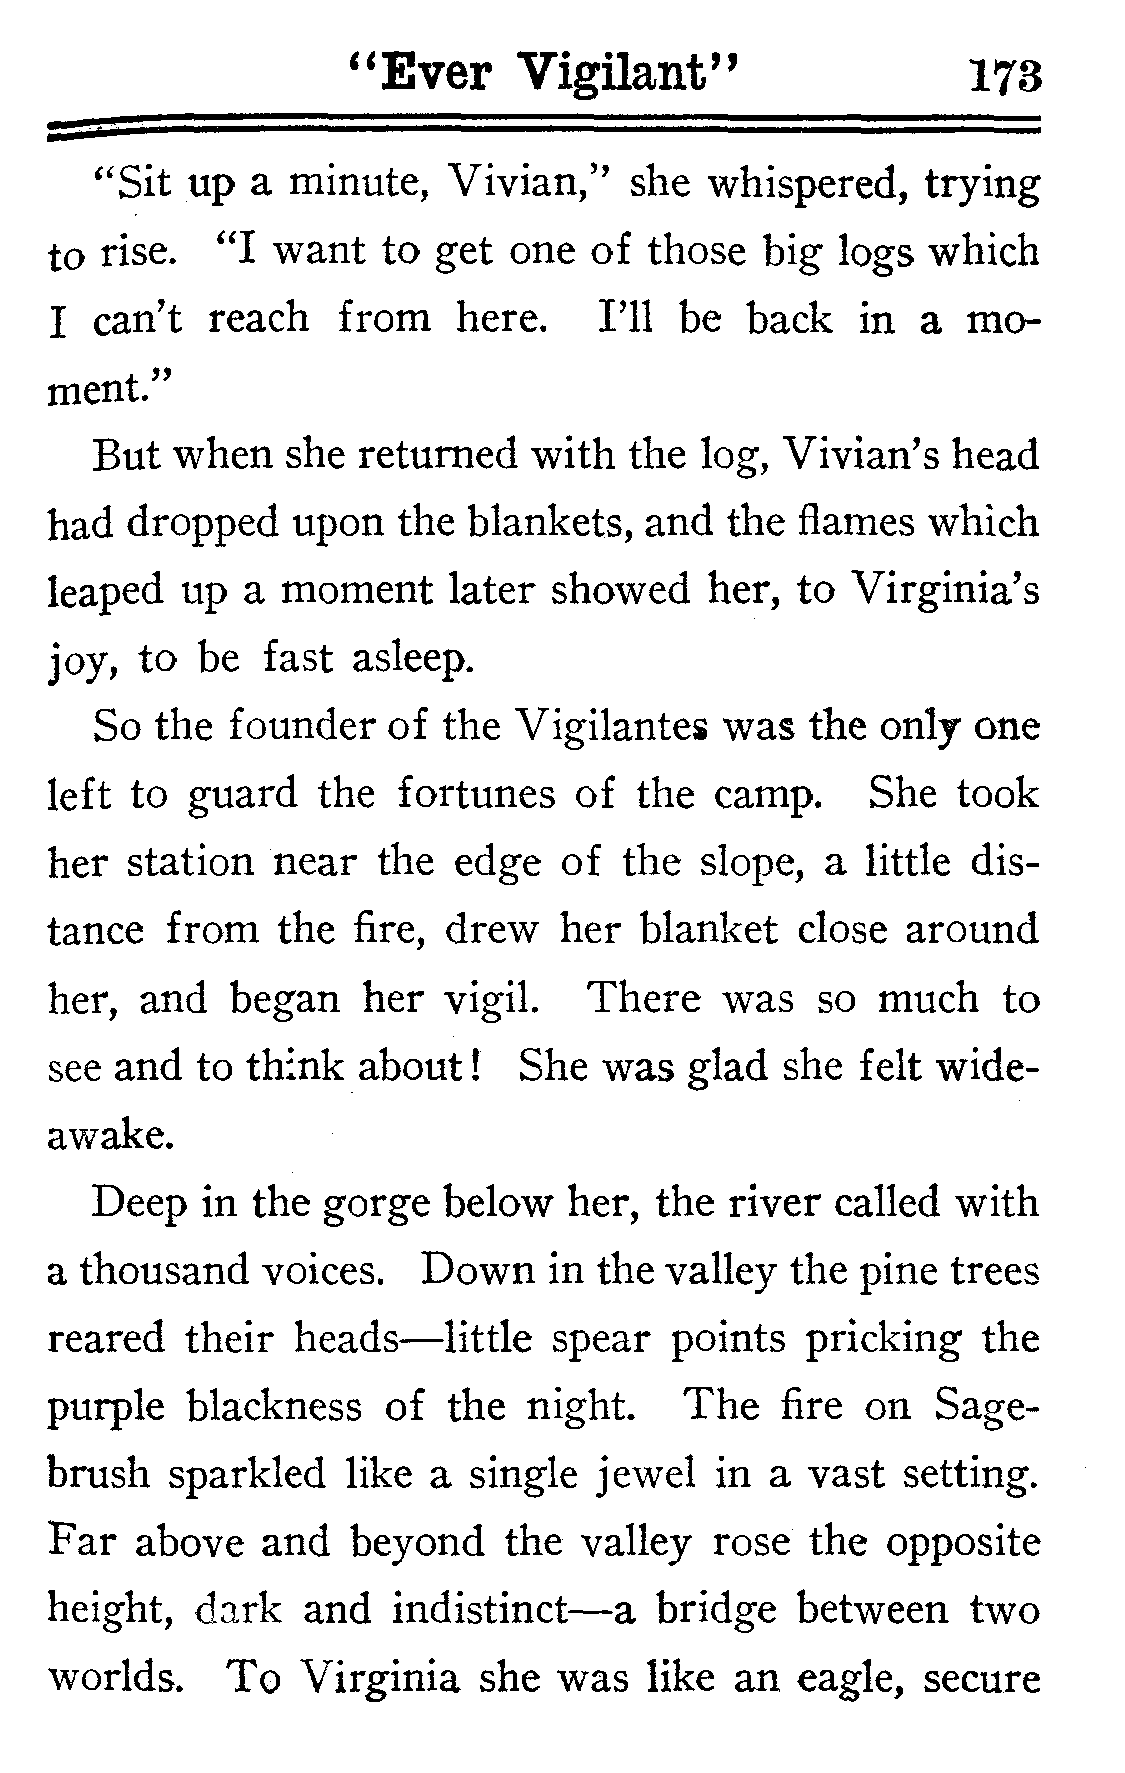 "Ever Vigilant" 173
"Sit up a minute, Vivian," she whispered, trying
to rise. "I want to get one of those big logs which
I can't reach from here. I'll be back in a mo-
ment."
But when she returned with the log, Vivian's head
had dropped upon the blankets, and the flames which
leaped up a moment later showed her, to Virginia's
joy, to be fast asleep.
So the founder of the Vigilantes was the only one
left to guard the fortunes of the camp. She took
her station near the edge of the slope, a little dis-
tance from the fire, drew her blanket close around
her, and began her vigil. There was so much to
see and to think about! She was glad she felt wide-
awake.
Deep in the gorge below her, the river called with
a thousand voices. Down in the valley the pine trees
reared their heads—little spear points pricking the
purple blackness of the night. The fire on Sage-
brush sparkled like a single jewel in a vast setting.
Far above and beyond the valley rose the opposite
height, dark and indistinct—a bridge between two
worlds. To Virginia she was like an eagle, secure